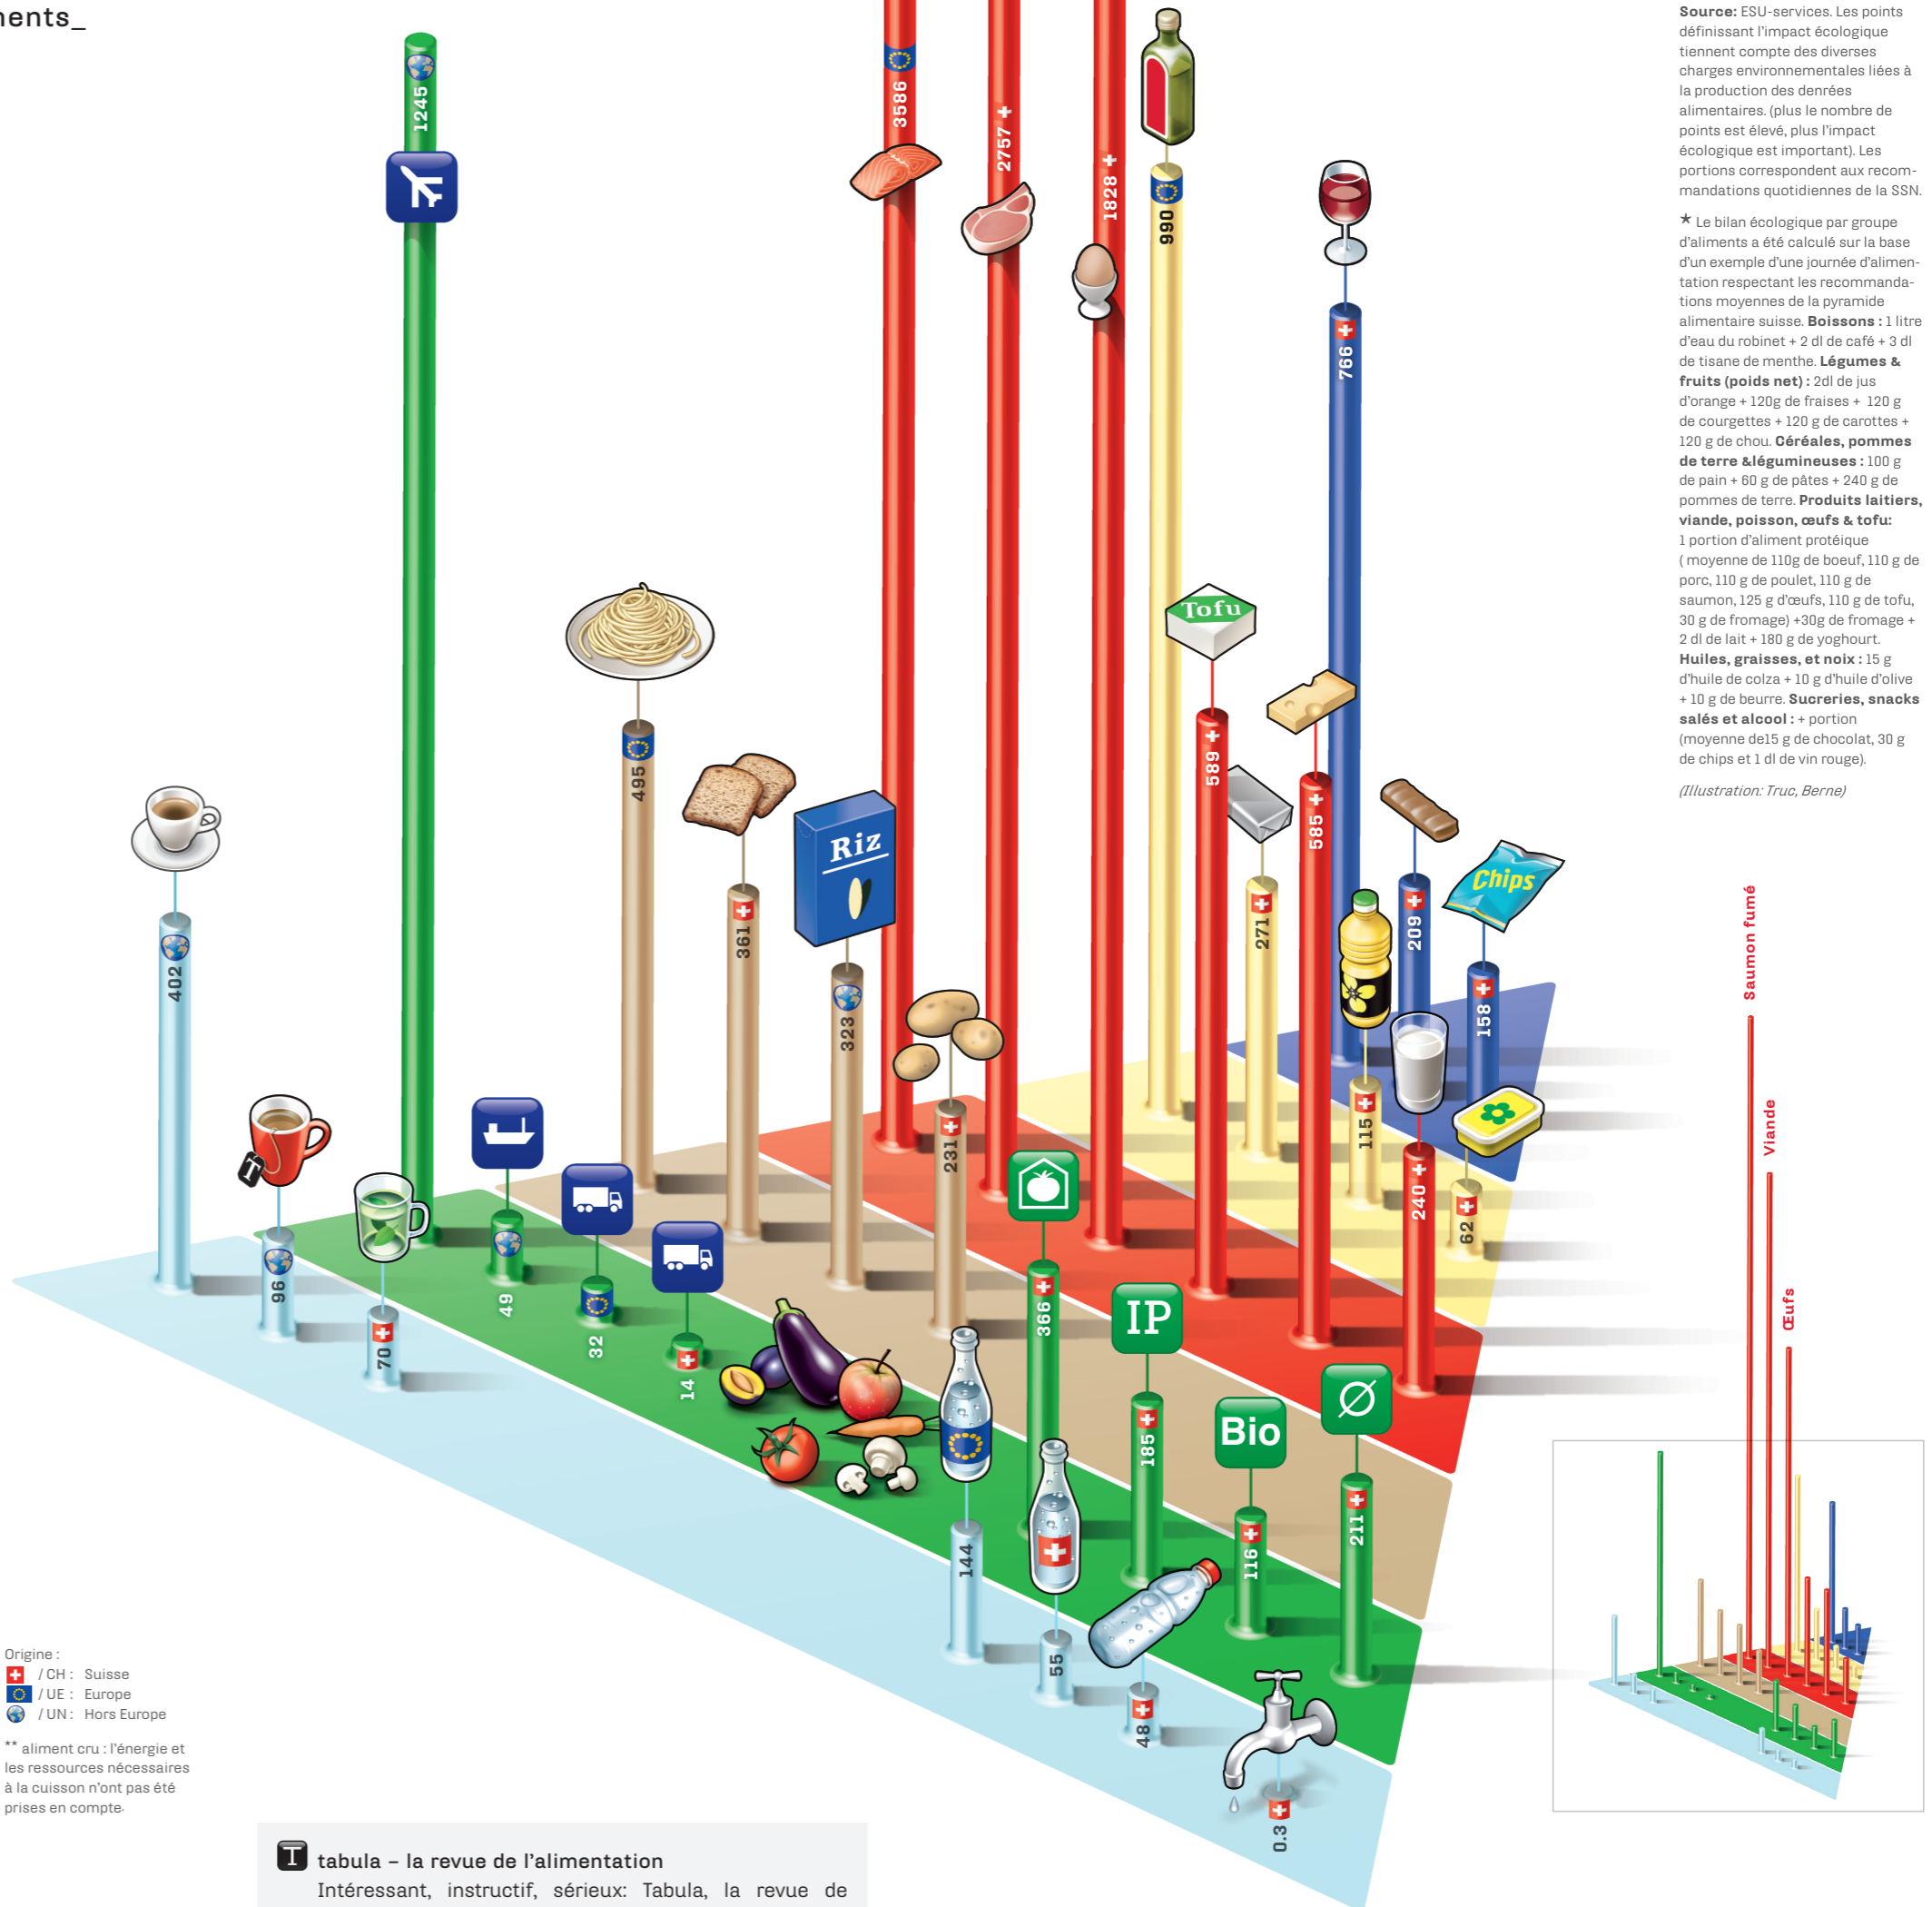 nents_
Source: ESU-services. Les points
définissant l'impact écologique
tiennent compte des diverses
charges environnementales liées à
la production des denrées
alimentaires. (plus le nombre de
points est élevé, plus l'impact
écologique est important). Les
portions correspondent aux recom-
mandations quotidiennes de la SSN.
★ Le bilan écologique par groupe
d'aliments a été calculé sur la base
d'un exemple d'une journée d'alimen-
tation respectant les recommanda-
tions moyennes de la pyramide
alimentaire suisse. Boissons : 1 litre
d'eau du robinet + 2 dl de café + 3 dl
de tisane de menthe. Légumes &
fruits (poids net) : 2dl de jus
d'orange + 120g de fraises + 120 g
de courgettes + 120 g de carottes +
120 g de chou. Céréales, pommes
de terre &légumineuses : 100 g
de pain + 60 g de pâtes + 240 g de
pommes de terre. Produits laitiers,
viande, poisson, œufs & tofu:
1 portion d'aliment protéique
( moyenne de 110g de boeuf, 110 g de
porc, 110 g de poulet, 110 g de
saumon, 125 g d'œufs, 110 g de tofu,
30 g de fromage) +30g de fromage +
2 dl de lait + 180 g de yoghourt.
Huiles, graisses, et noix : 15 g
d'huile de colza + 10 g d'huile d'olive
+ 10 g de beurre. Sucreries, snacks
salés et alcool : + portion
(moyenne de15 g de chocolat, 30 g
de chips et 1 dl de vin rouge).
(Illustration: Truc, Berne)
1245
3586
2757
1828
990
766
Tofu
589
585
495
361
Riz
323
402
271
209
Chips
158
231
115
240
62
96
T
70
49
32
14
366
IP
185
Bio
116
Ø
211
144
55
48
0.3
Saumon fumé
Viande
Œufs
Origine :
/ CH : Suisse
/ UE : Europe
/ UN : Hors Europe
** aliment cru : l'énergie et
les ressources nécessaires
à la cuisson n'ont pas été
prises en compte.
T tabula – la revue de l'alimentation
Intéressant, instructif, sérieux: Tabula, la revue de